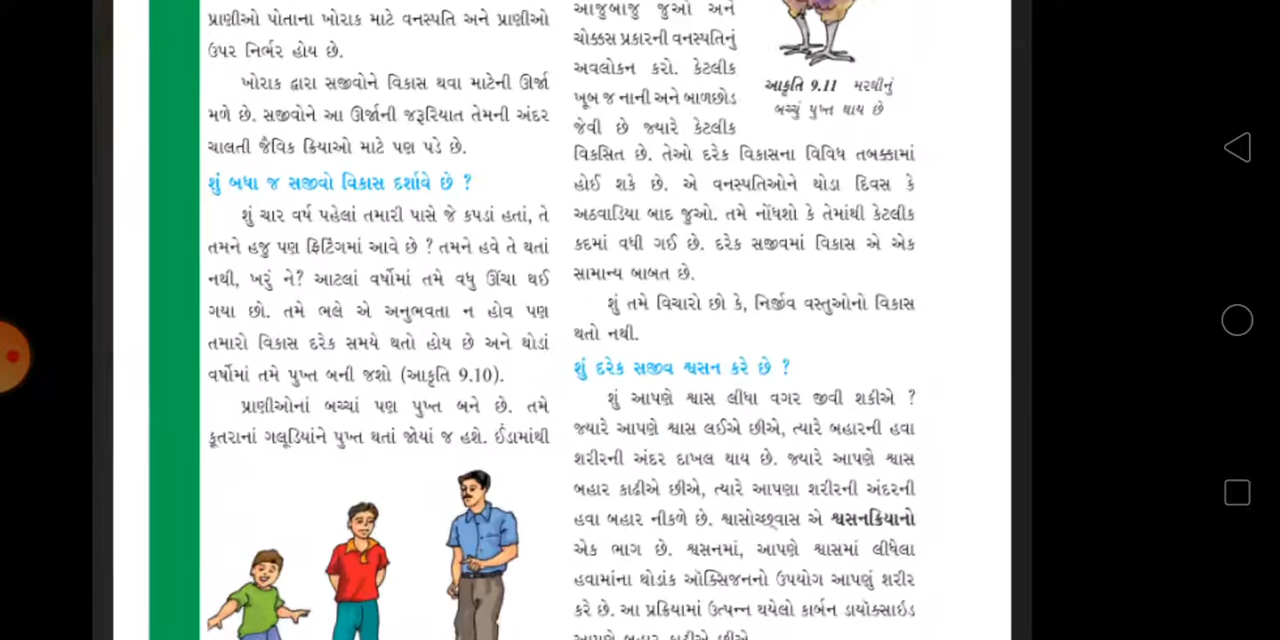 પ્રાણીઓ પોતાના ખોરાક માટે વનસ્પતિ અને પ્રાણીઓ
ઉપર નિર્ભર હોય છે.
ખોરાક દ્વારા સજીવોને વિકાસ થવા માટેની ઊર્જા
મળે છે. સજીવોને આ ઊર્જાની જરૂરિયાત તેમની અંદર
ચાલતી જૈવિક ક્રિયાઓ માટે પણ પડે છે.
શું બધા જ સજીવો વિકાસ દર્શાવે છે ?
શું ચાર વર્ષ પહેલાં તમારી પાસે જે કપડાં હતાં, તે
તમને હજુ પણ ફિટિંગમાં આવે છે ? તમને હવે તે થતાં
નથી, ખરું ને? આટલાં વર્ષોમાં તમે વધુ ઊંચા થઈ
ગયા છો. તમે ભલે એ અનુભવતા ન હોવ પણ
તમારો વિકાસ દરેક સમયે થતો હોય છે અને થોડાં
વર્ષોમાં તમે પુખ્ત બની જશો (આકૃતિ 9.10).
પ્રાણીઓનાં બચ્ચાં પણ પુખ્ત બને છે. તમે
કૂતરાનાં ગલૂડિયાંને પુખ્ત થતાં જોયાં જ હશે. ઈંડામાંથી
આજુબાજુ જુઓ અને
ચોક્કસ પ્રકારની વનસ્પતિનું
અવલોકન કરો. કેટલીક
ખૂબ જ નાની અને બાળછોડ
જેવી છે જ્યારે કેટલીક
વિકસિત છે. તેઓ દરેક વિકાસના વિવિધ તબક્કામાં
હોઈ શકે છે. એ વનસ્પતિઓને થોડા દિવસ કે
અઠવાડિયા બાદ જુઓ. તમે નોંધશો કે તેમાંથી કેટલીક
કદમાં વધી ગઈ છે. દરેક સજીવમાં વિકાસ એ એક
સામાન્ય બાબત છે.
આકૃતિ 9.11 મરઘીનું
બચ્ચું પુખ્ત થાય છે
શું તમે વિચારો છો કે, નિર્જીવ વસ્તુઓનો વિકાસ
થતો નથી.
શું દરેક સજીવ શ્વસન કરે છે ?
શું આપણે શ્વાસ લીધા વગર જીવી શકીએ ?
જ્યારે આપણે શ્વાસ લઈએ છીએ, ત્યારે બહારની હવા
શરીરની અંદર દાખલ થાય છે. જ્યારે આપણે શ્વાસ
બહાર કાઢીએ છીએ, ત્યારે આપણા શરીરની અંદરની
હવા બહાર નીકળે છે. શ્વાસોચ્છ્વાસ એ શ્વસનક્રિયાનો
એક ભાગ છે. શ્વસનમાં, આપણે શ્વાસમાં લીધેલા
હવામાંના થોડાંક ઑક્સિજનનો ઉપયોગ આપણું શરીર
કરે છે. આ પ્રક્રિયામાં ઉત્પન્ન થયેલો કાર્બન ડાયૉક્સાઇડ
આપણે બહાર કાઢીએ છીએ